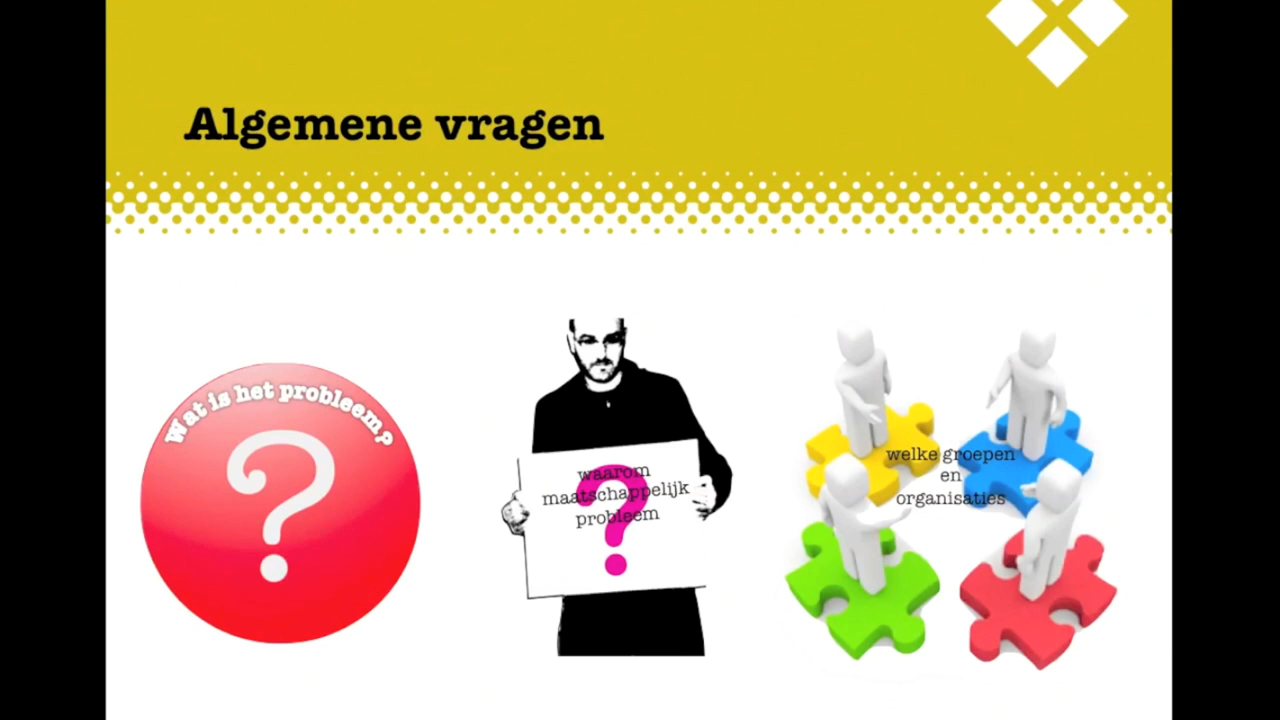 Algemene vragen
Wat is het probleem?
?
waarom
maatschappelijk
probleem
?
welke groepen
en
organisaties